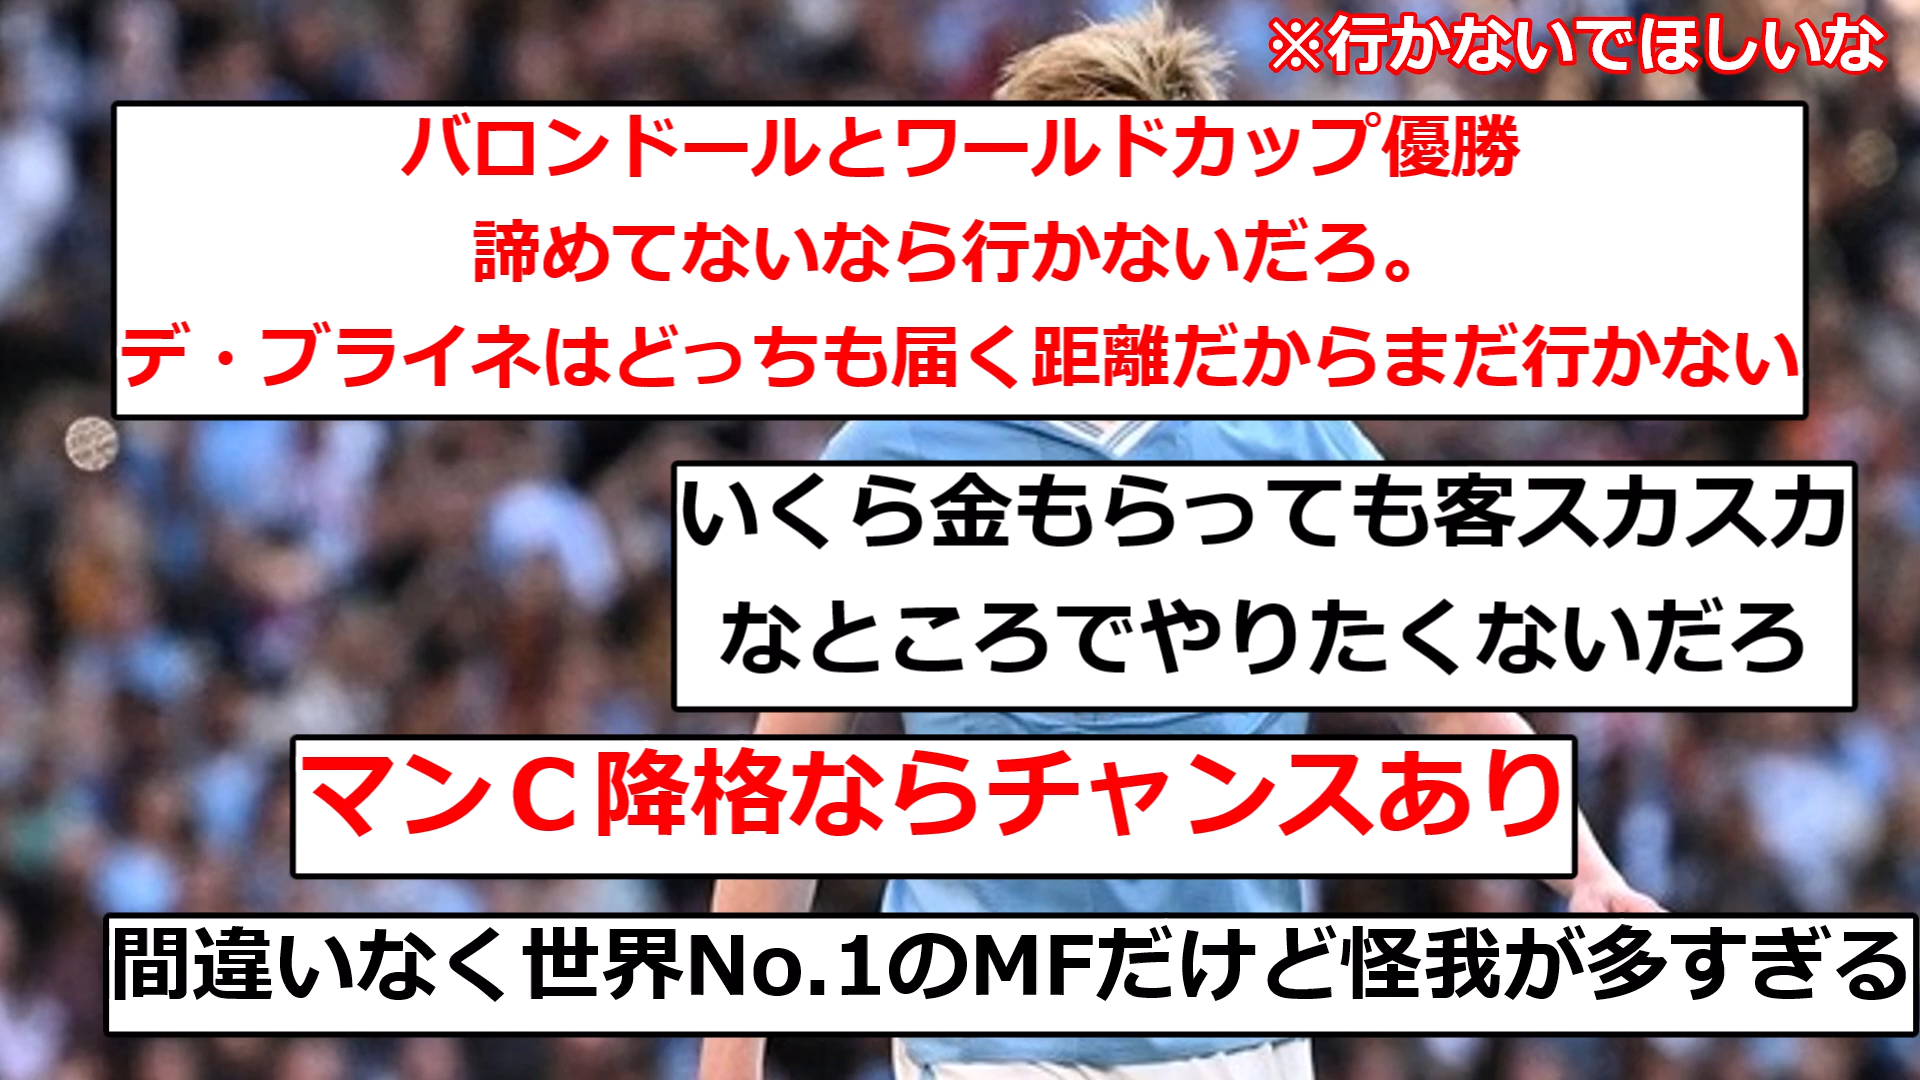 ※行かないでほしいな
バロンドールとワールドカップ優勝
諦めてないなら行かないだろ。
デ・ブライネはどっちも届く距離だからまだ行かない
いくら金もらっても客スカスカ
なところでやりたくないだろ
マンＣ降格ならチャンスあり
間違いなく世界No.1のMFだけど怪我が多すぎる